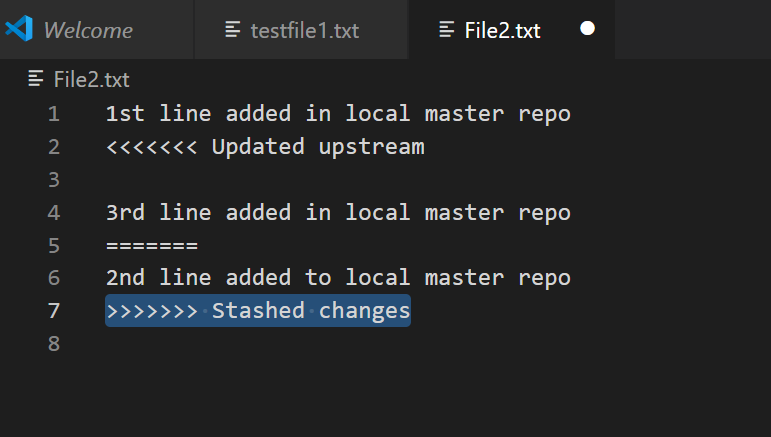 Welcome testfile1.txt File2.txt
File2.txt
1 1st line added in local master repo
2 <<<<<<< Updated upstream
3
4 3rd line added in local master repo
5 =======
6 2nd line added to local master repo
7 >>>>>>> Stashed changes
8